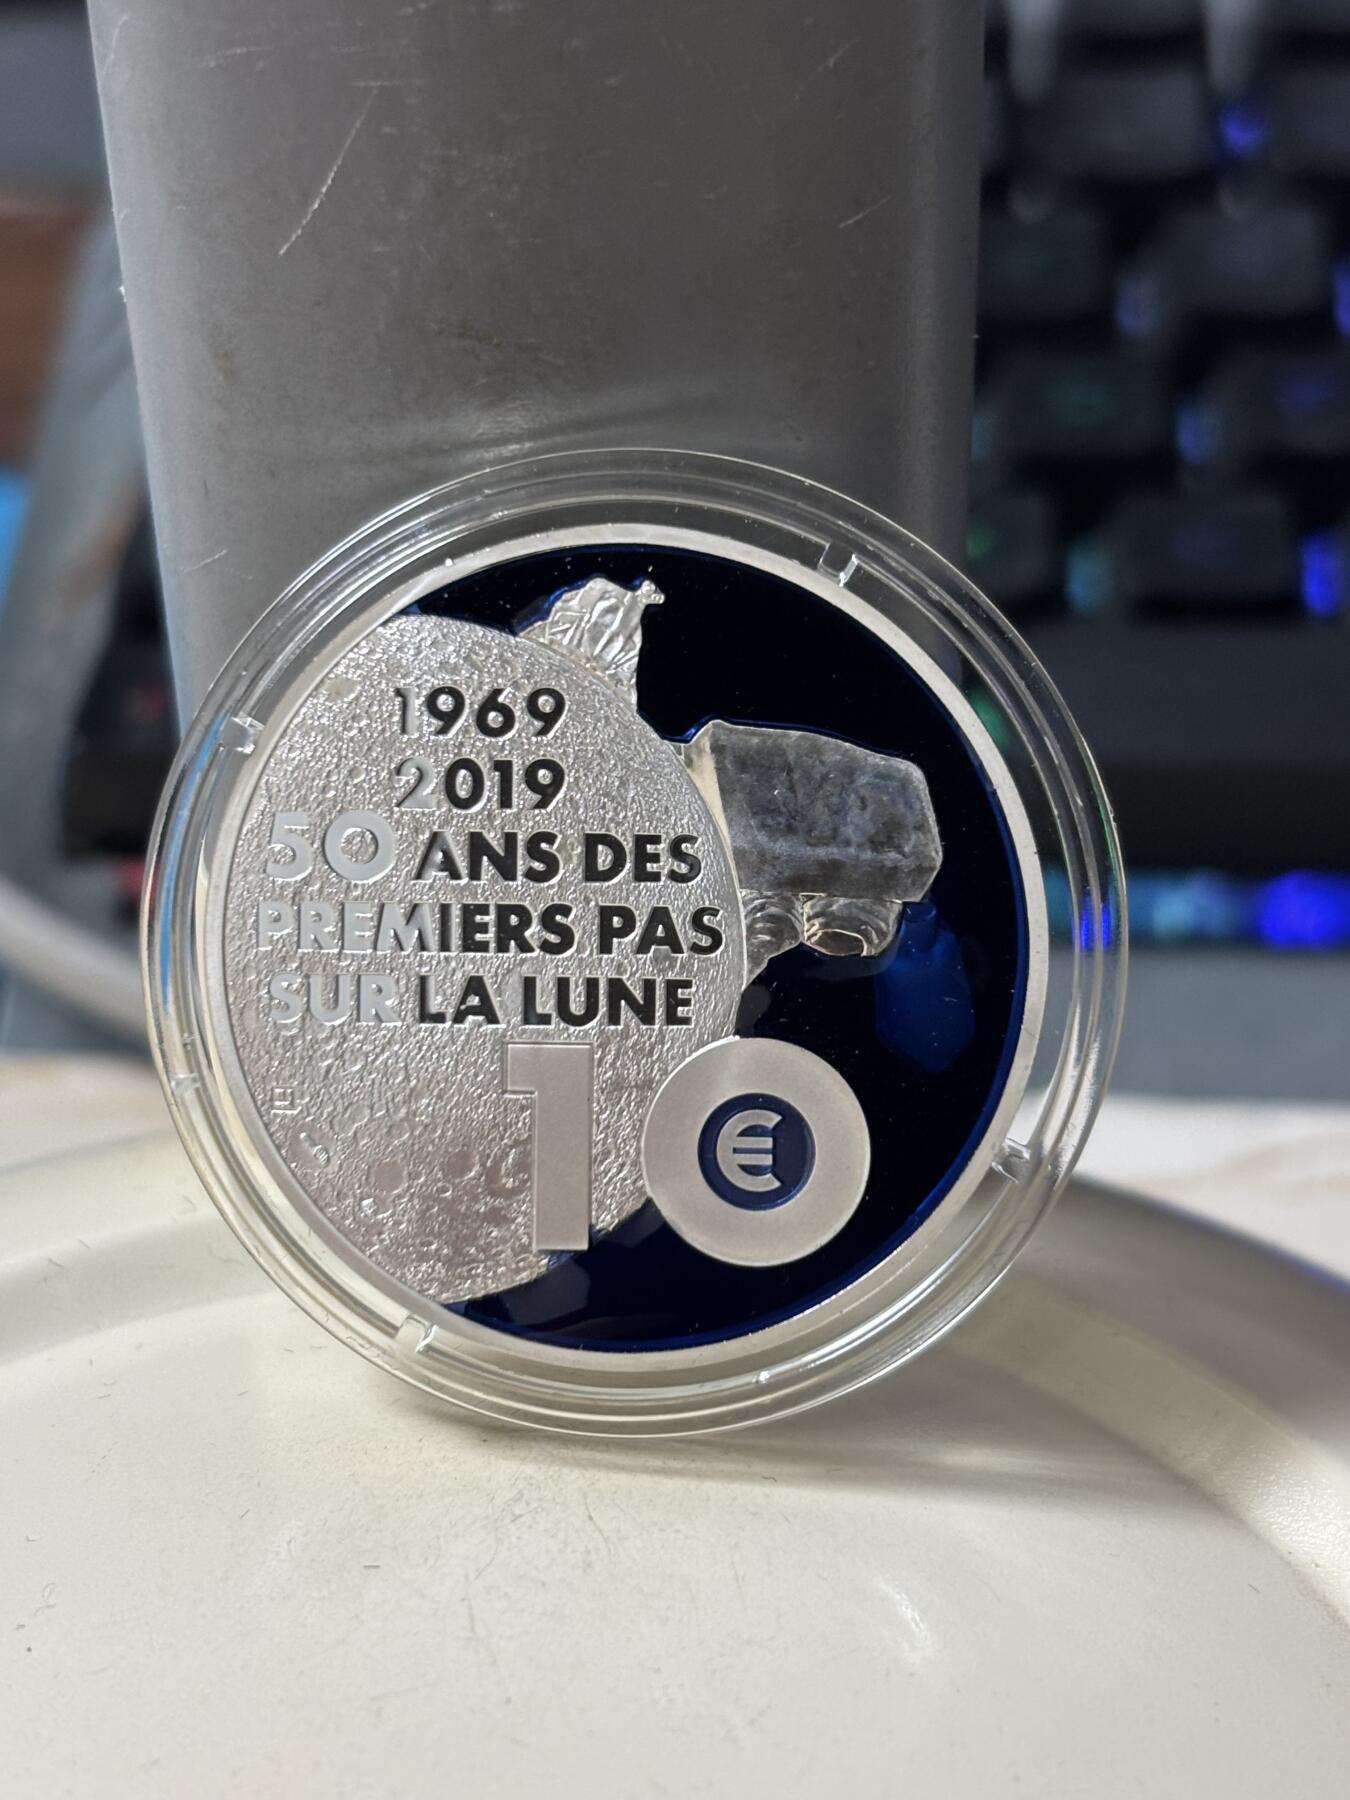 1969
2019
50 ANS DES
PREMIERS PAS
SUR LA LUNE
10
€